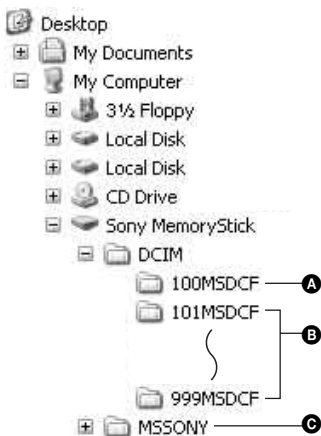 Desktop
My Documents
My Computer
3½ Floppy
Local Disk
Local Disk
CD Drive
Sony MemoryStick
DCIM
100MSDCF A
101MSDCF
B
999MSDCF
MSSONY C